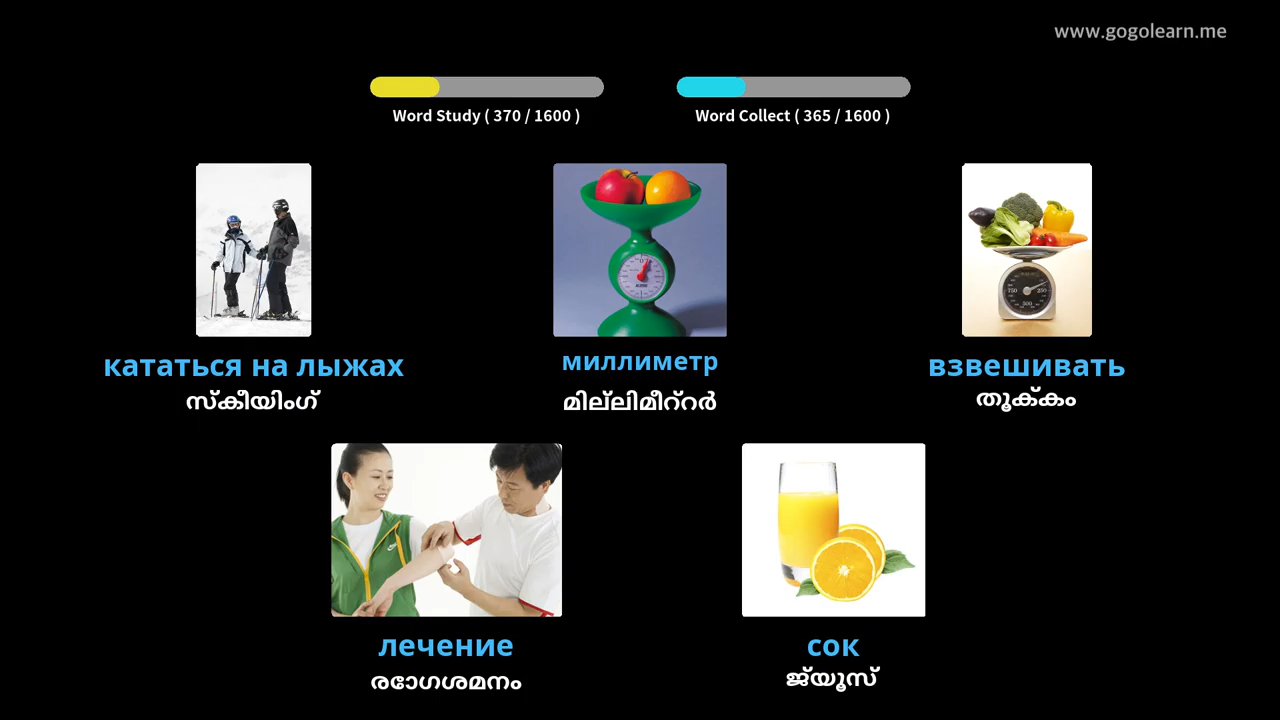 www.gogolearn.me
Word Study ( 370 / 1600 )
Word Collect ( 365 / 1600 )
кататься на лыжах
സ്കീയിംഗ്
миллиметр
മില്ലിമീറ്റർ
взвешивать
തൂക്കം
лечение
രോഗശമനം
сок
ജ്യൂസ്